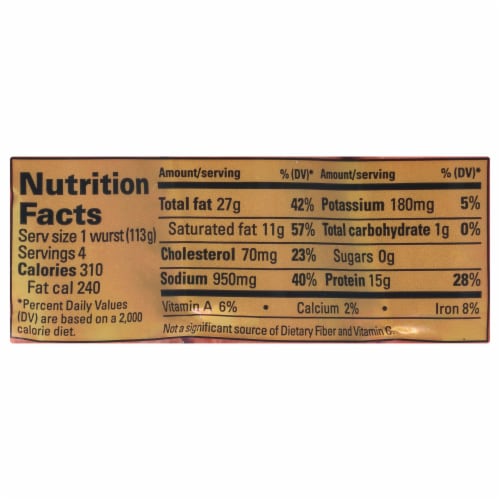 Nutrition
Facts
Serv size 1 wurst (113g)
Servings 4
Calories 310
Fat cal 240
*Percent Daily Values
(DV) are based on a 2,000
calorie diet.
Amount/serving % (DV)* Amount/serving % (DV)*
Total fat 27g 42% Potassium 180mg 5%
Saturated fat 11g 57% Total carbohydrate 1g 0%
Cholesterol 70mg 23% Sugars 0g
Sodium 950mg 40% Protein 15g 28%
Vitamin A 6% • Calcium 2% • Iron 8%
Not a significant source of Dietary Fiber and Vitamin